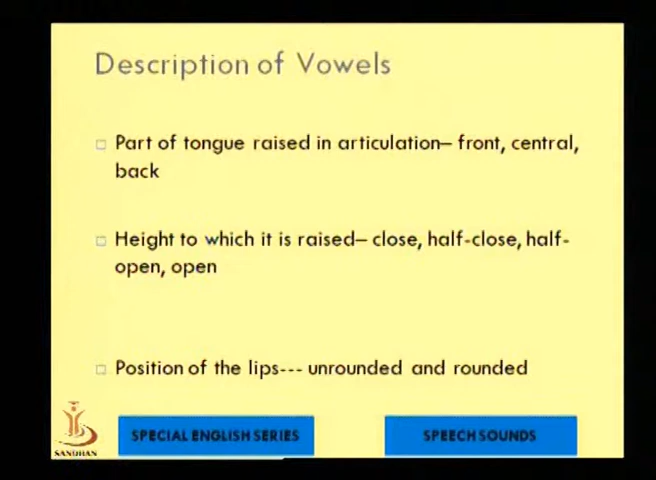 Description of Vowels
Part of tongue raised in articulation– front, central,
back
Height to which it is raised– close, half-close, half-
open, open
Position of the lips--- unrounded and rounded
SANDHAN
SPECIAL ENGLISH SERIES
SPEECH SOUNDS